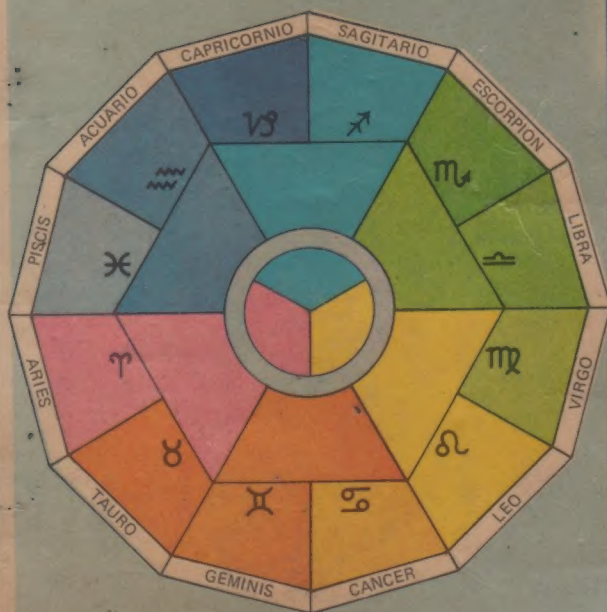 CAPRICORNIO
SAGITARIO
ESCORPION
LIBRA
VIRGO
LEO
CANCER
GEMINIS
TAURO
ARIES
PISCIS
ACUARIO
♑
♐
♏
♎
♍
♌
♋
♊
♉
♈
♓
♒